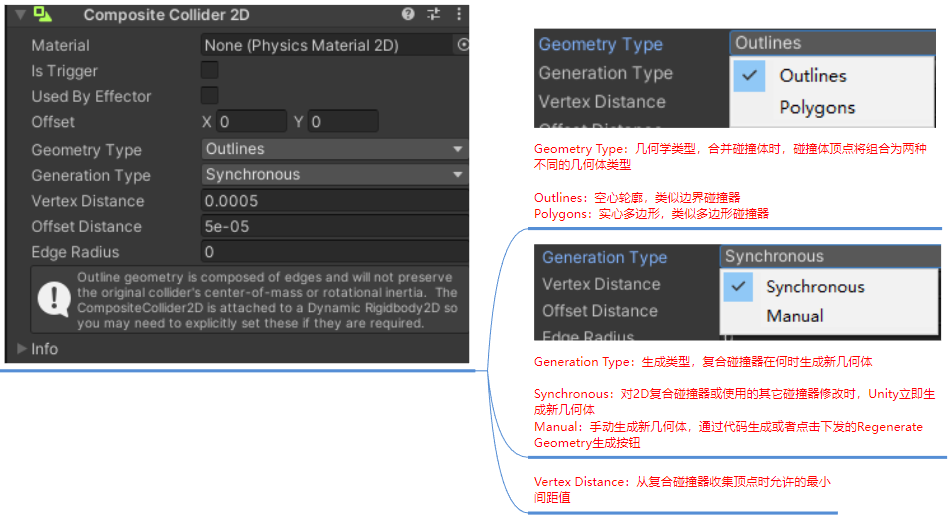 Composite Collider 2D
Material None (Physics Material 2D)
Is Trigger
Used By Effector
Offset X 0 Y 0
Geometry Type Outlines
Generation Type Synchronous
Vertex Distance 0.0005
Offset Distance 5e-05
Edge Radius 0
Outline geometry is composed of edges and will not preserve
the original collider's center-of-mass or rotational inertia. The
CompositeCollider2D is attached to a Dynamic Rigidbody2D so
you may need to explicitly set these if they are required.
Info
Geometry Type Outlines
Generation Type Outlines
Vertex Distance Polygons
Offset Distance
Geometry Type：几何学类型，合并碰撞体时，碰撞体顶点将组合为两种
不同的几何体类型
Outlines：空心轮廓，类似边界碰撞器
Polygons：实心多边形，类似多边形碰撞器
Generation Type Synchronous
Vertex Distance Synchronous
Offset Distance Manual
Edge Radius
Generation Type：生成类型，复合碰撞器在何时生成新几何体
Synchronous：对2D复合碰撞器或使用的其它碰撞器修改时，Unity立即生
成新几何体
Manual：手动生成新几何体，通过代码生成或者点击下发的Regenerate
Geometry生成按钮
Vertex Distance：从复合碰撞器收集顶点时允许的最小
间距值